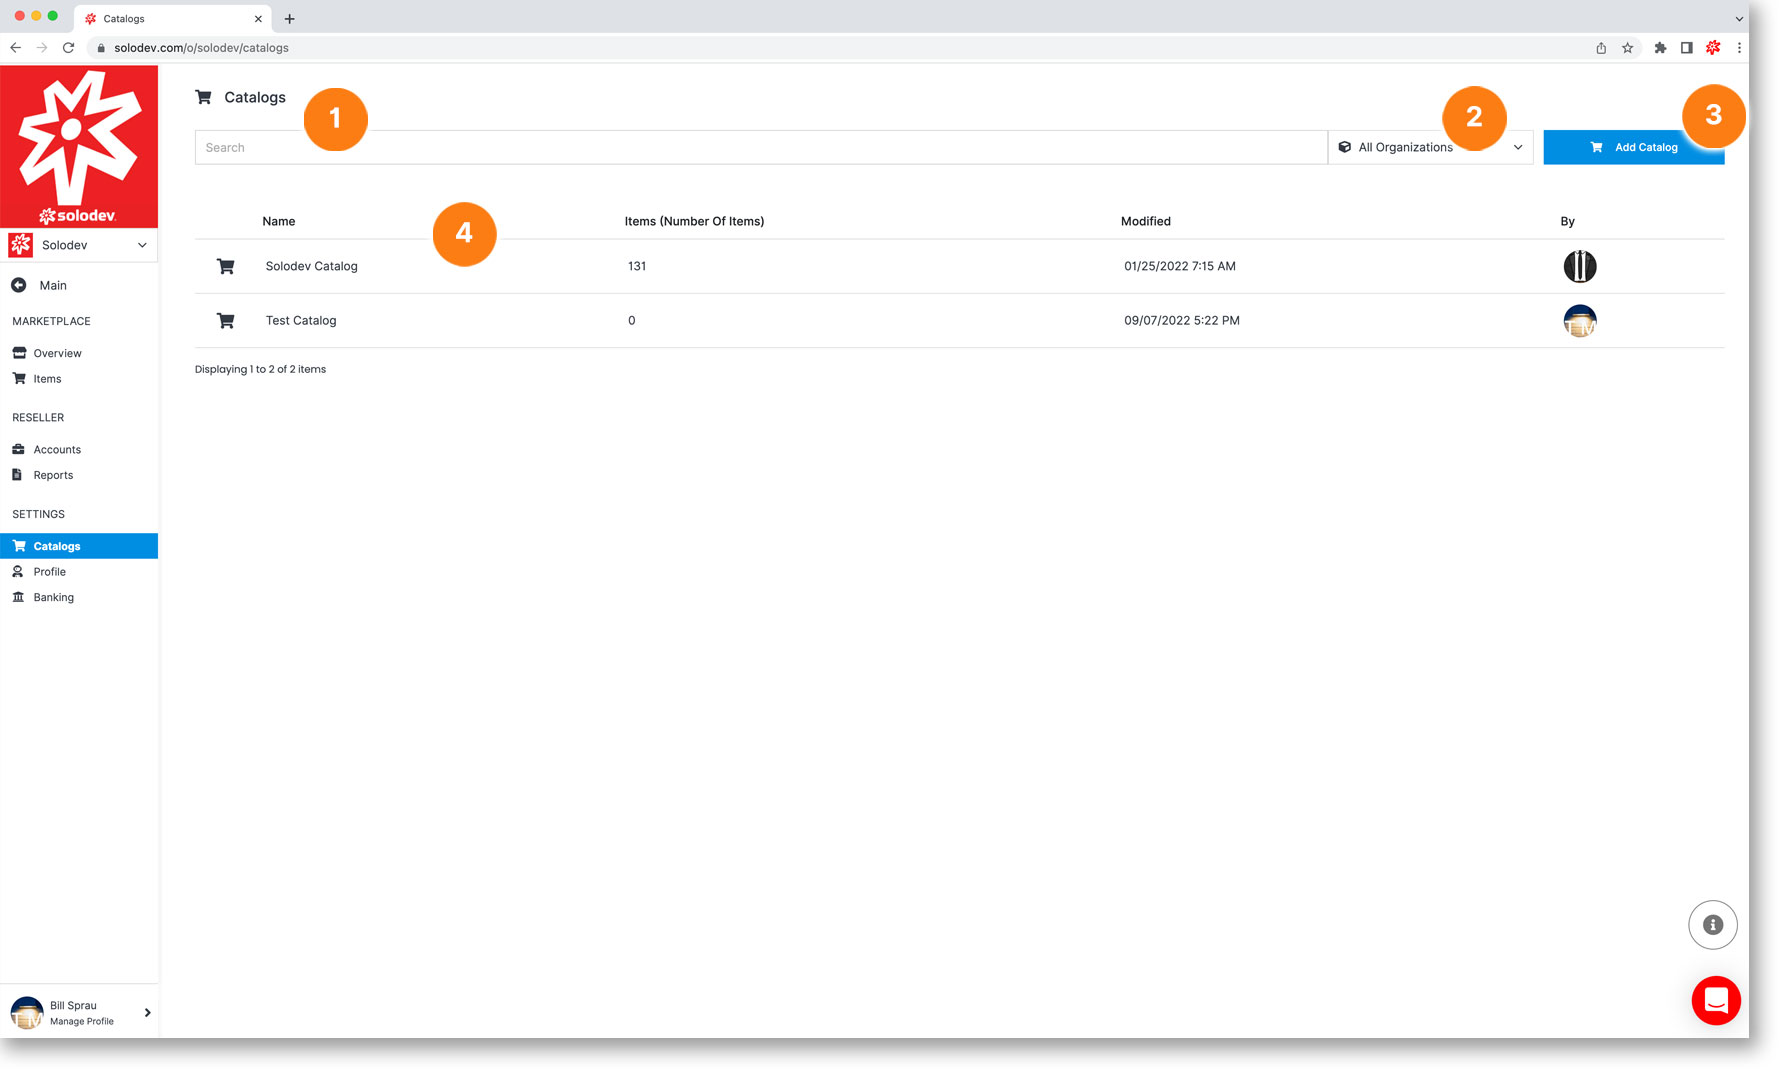 Catalogs
solodev.com/o/solodev/catalogs
solodev
Solodev
Main
MARKETPLACE
Overview
Items
RESELLER
Accounts
Reports
SETTINGS
Catalogs
Profile
Banking
Bill Sprau
Manage Profile
Catalogs
1
2
3
Search
All Organizations
Add Catalog
4
Name Items (Number Of Items) Modified By
Solodev Catalog 131 01/25/2022 7:15 AM
Test Catalog 0 09/07/2022 5:22 PM
Displaying 1 to 2 of 2 items